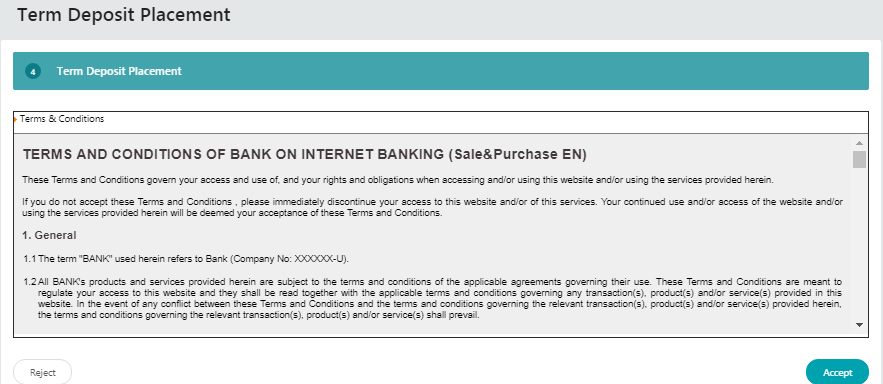 Term Deposit Placement
4 Term Deposit Placement
Terms & Conditions
TERMS AND CONDITIONS OF BANK ON INTERNET BANKING (Sale&Purchase EN)
These Terms and Conditions govern your access and use of, and your rights and obligations when accessing and/or using this website and/or using the services provided herein.
If you do not accept these Terms and Conditions , please immediately discontinue your access to this website and/or of this services. Your continued use and/or access of the website and/or
using the services provided herein will be deemed your acceptance of these Terms and Conditions.
1. General
1.1 The term "BANK" used herein refers to Bank (Company No: XXXXXX-U).
1.2 All BANK's products and services provided herein are subject to the terms and conditions of the applicable agreements governing their use. These Terms and Conditions are meant to
regulate your access to this website and they shall be read together with the applicable terms and conditions governing any transaction(s), product(s) and/or service(s) provided in this
website. In the event of any conflict between these Terms and Conditions and the terms and conditions governing the relevant transaction(s), product(s) and/or service(s) provided herein,
the terms and conditions governing the relevant transaction(s), product(s) and/or service(s) shall prevail.
Reject
Accept